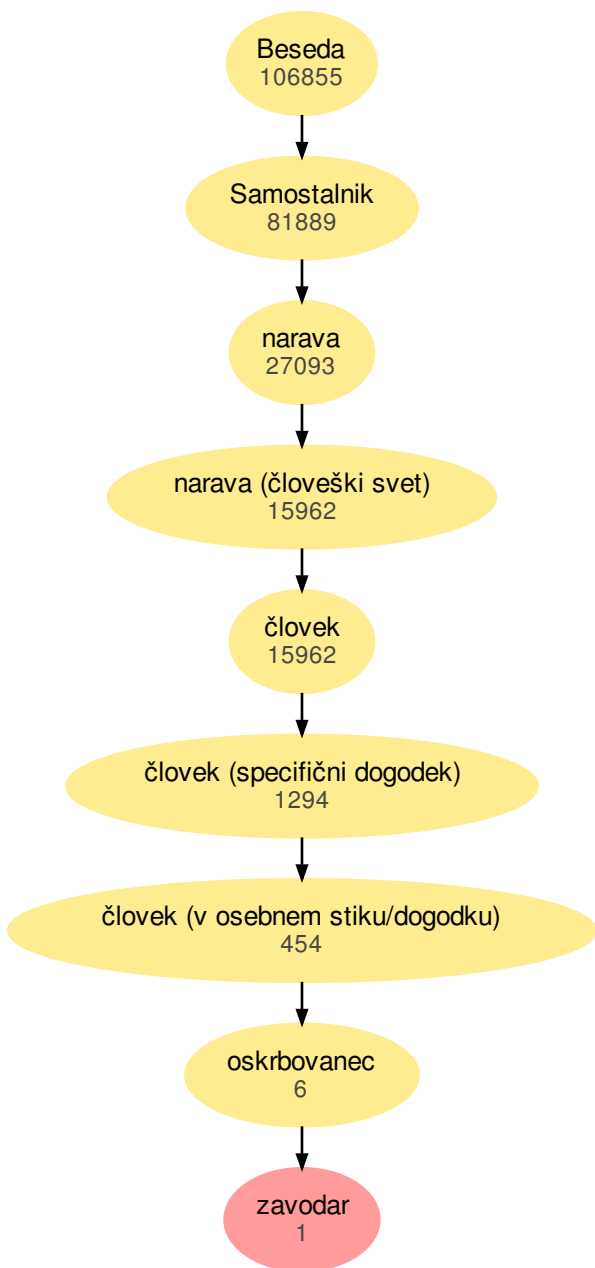 Beseda
106855
Samostalnik
81889
narava
27093
narava (človeški svet)
15962
človek
15962
človek (specifični dogodek)
1294
človek (v osebnem stiku/dogodku)
454
oskrbovanec
6
zavodar
1